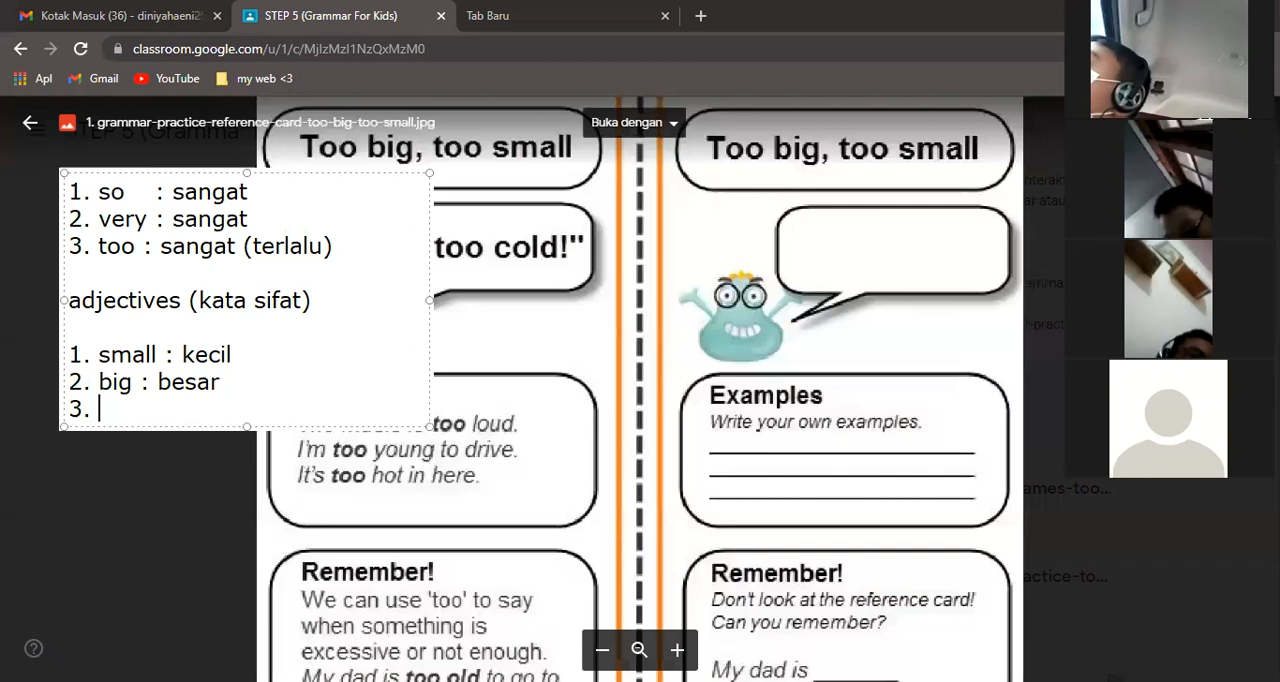 Kotak Masuk (36) - diniyahaeni2
STEP 5 (Grammar For Kids)
Tab Baru
classroom.google.com/u/1/c/MjIzMzI1NzQxMzM0
Apl
Gmail
YouTube
my web <3
1. grammar-practice-reference-card-too-big-too-small.jpg
Buka dengan
Too big, too small
Too big, too small
1. so : sangat
2. very : sangat
3. too : sangat (terlalu)
adjectives (kata sifat)
1. small : kecil
2. big : besar
3.
too cold!"
too loud.
I'm too young to drive.
It's too hot in here.
Examples
Write your own examples.
Remember!
We can use 'too' to say
when something is
excessive or not enough.
My dad is too old to go to
Remember!
Don't look at the reference card!
Can you remember?
My dad is ________